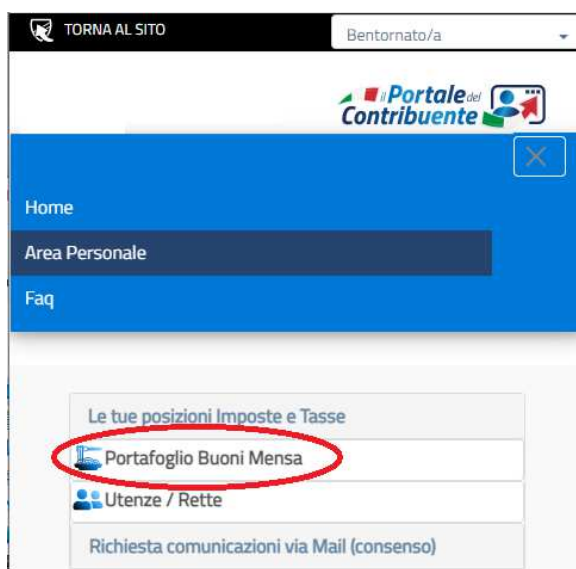 TORNA AL SITO
Bentornato/a
il Portale del
Contribuente
Home
Area Personale
Faq
Le tue posizioni Imposte e Tasse
Portafoglio Buoni Mensa
Utenze / Rette
Richiesta comunicazioni via Mail (consenso)